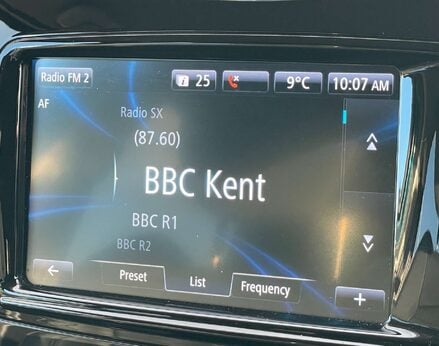 Radio FM 2
i 25
9°C
10:07 AM
AF
Radio SX
(87.60)
BBC Kent
BBC R1
BBC R2
Preset
List
Frequency
+